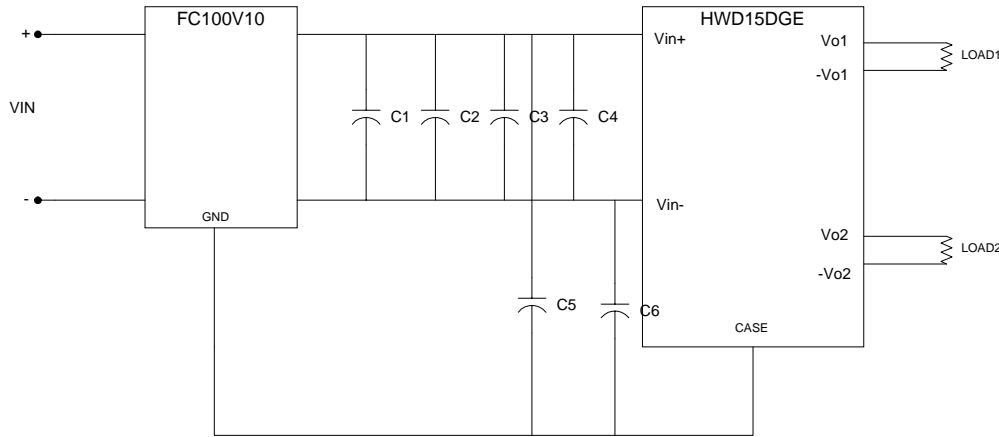 FC100V10
HWD15DGE
+
Vin+
Vo1
LOAD1
-Vo1
VIN
C1
C2
C3
C4
-
Vin-
GND
Vo2
LOAD2
-Vo2
C5
C6
CASE